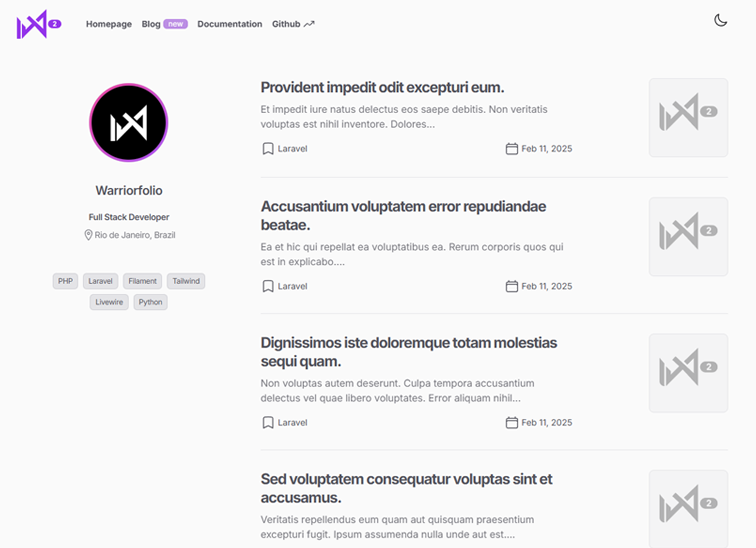 2
Homepage Blog new Documentation Github
Warriorfolio
Full Stack Developer
Rio de Janeiro, Brazil
PHP Laravel Filament Tailwind
Livewire Python
Provident impedit odit excepturi eum.
Et impedit iure natus delectus eos saepe debitis. Non veritatis
voluptas est nihil inventore. Dolores...
Laravel Feb 11, 2025
2
Accusantium voluptatem error repudiandae
beatae.
Ea et hic qui repellat ea voluptatibus ea. Rerum corporis quos qui
est in explicabo....
Laravel Feb 11, 2025
2
Dignissimos iste doloremque totam molestias
sequi quam.
Non voluptas autem deserunt. Culpa tempora accusantium
delectus vel quae libero voluptates. Error aliquam nihil...
Laravel Feb 11, 2025
2
Sed voluptatem consequatur voluptas sint et
accusamus.
Veritatis repellendus eum quam aut quisquam praesentium
excepturi fugit. Ipsum assumenda nulla unde aut est....
2